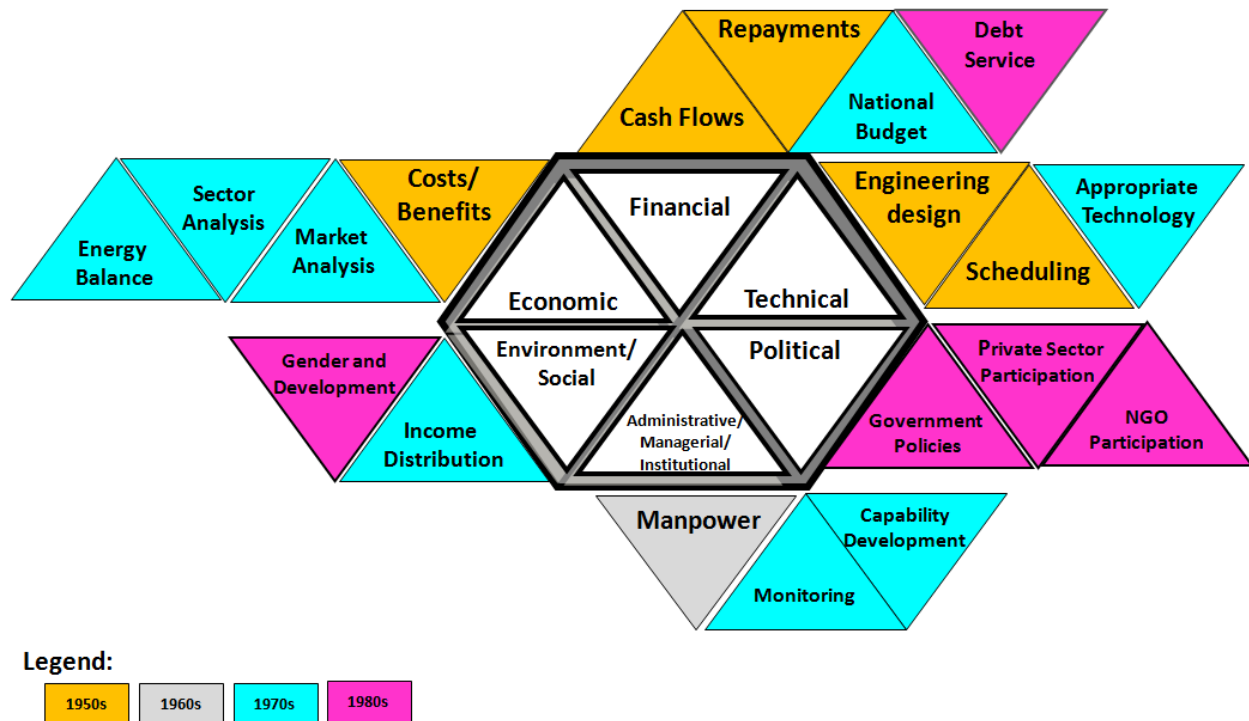 Repayments
Debt
Service
Cash Flows
National
Budget
Costs/
Benefits
Sector
Analysis
Market
Analysis
Energy
Balance
Financial
Engineering
design
Appropriate
Technology
Scheduling
Economic
Technical
Environment/
Social
Political
Gender and
Development
Income
Distribution
Administrative/
Managerial/
Institutional
Private Sector
Participation
Government
Policies
NGO
Participation
Manpower
Capability
Development
Monitoring
Legend:
1950s
1960s
1970s
1980s